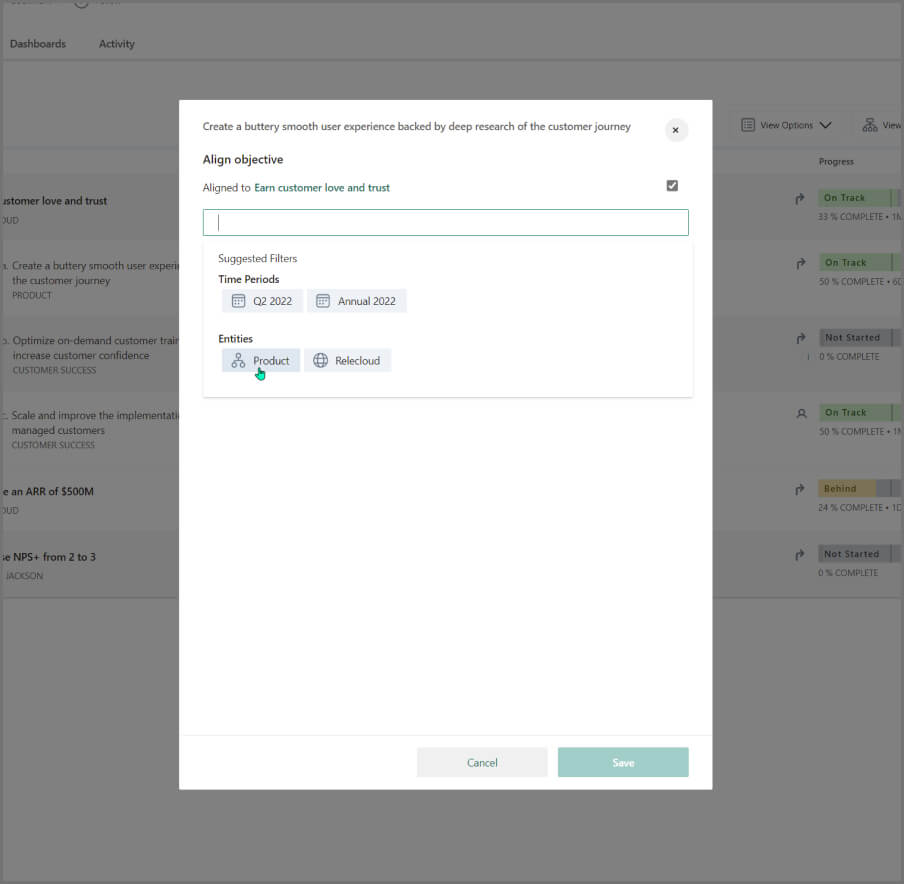 Dashboards Activity
Create a buttery smooth user experience backed by deep research of the customer journey
Align objective
Aligned to Earn customer love and trust
Suggested Filters
Time Periods
Q2 2022 Annual 2022
Entities
Product Relecloud
Cancel Save
View Options View
Progress
ustomer love and trust
OUD
On Track
33 % COMPLETE • 1M
a. Create a buttery smooth user experi
the customer journey
PRODUCT
On Track
50 % COMPLETE • 6D
b. Optimize on-demand customer train
increase customer confidence
CUSTOMER SUCCESS
Not Started
0 % COMPLETE
c. Scale and improve the implementati
managed customers
CUSTOMER SUCCESS
On Track
50 % COMPLETE • 1M
e an ARR of $500M
OUD
Behind
24 % COMPLETE • 1D
se NPS+ from 2 to 3
JACKSON
Not Started
0 % COMPLETE